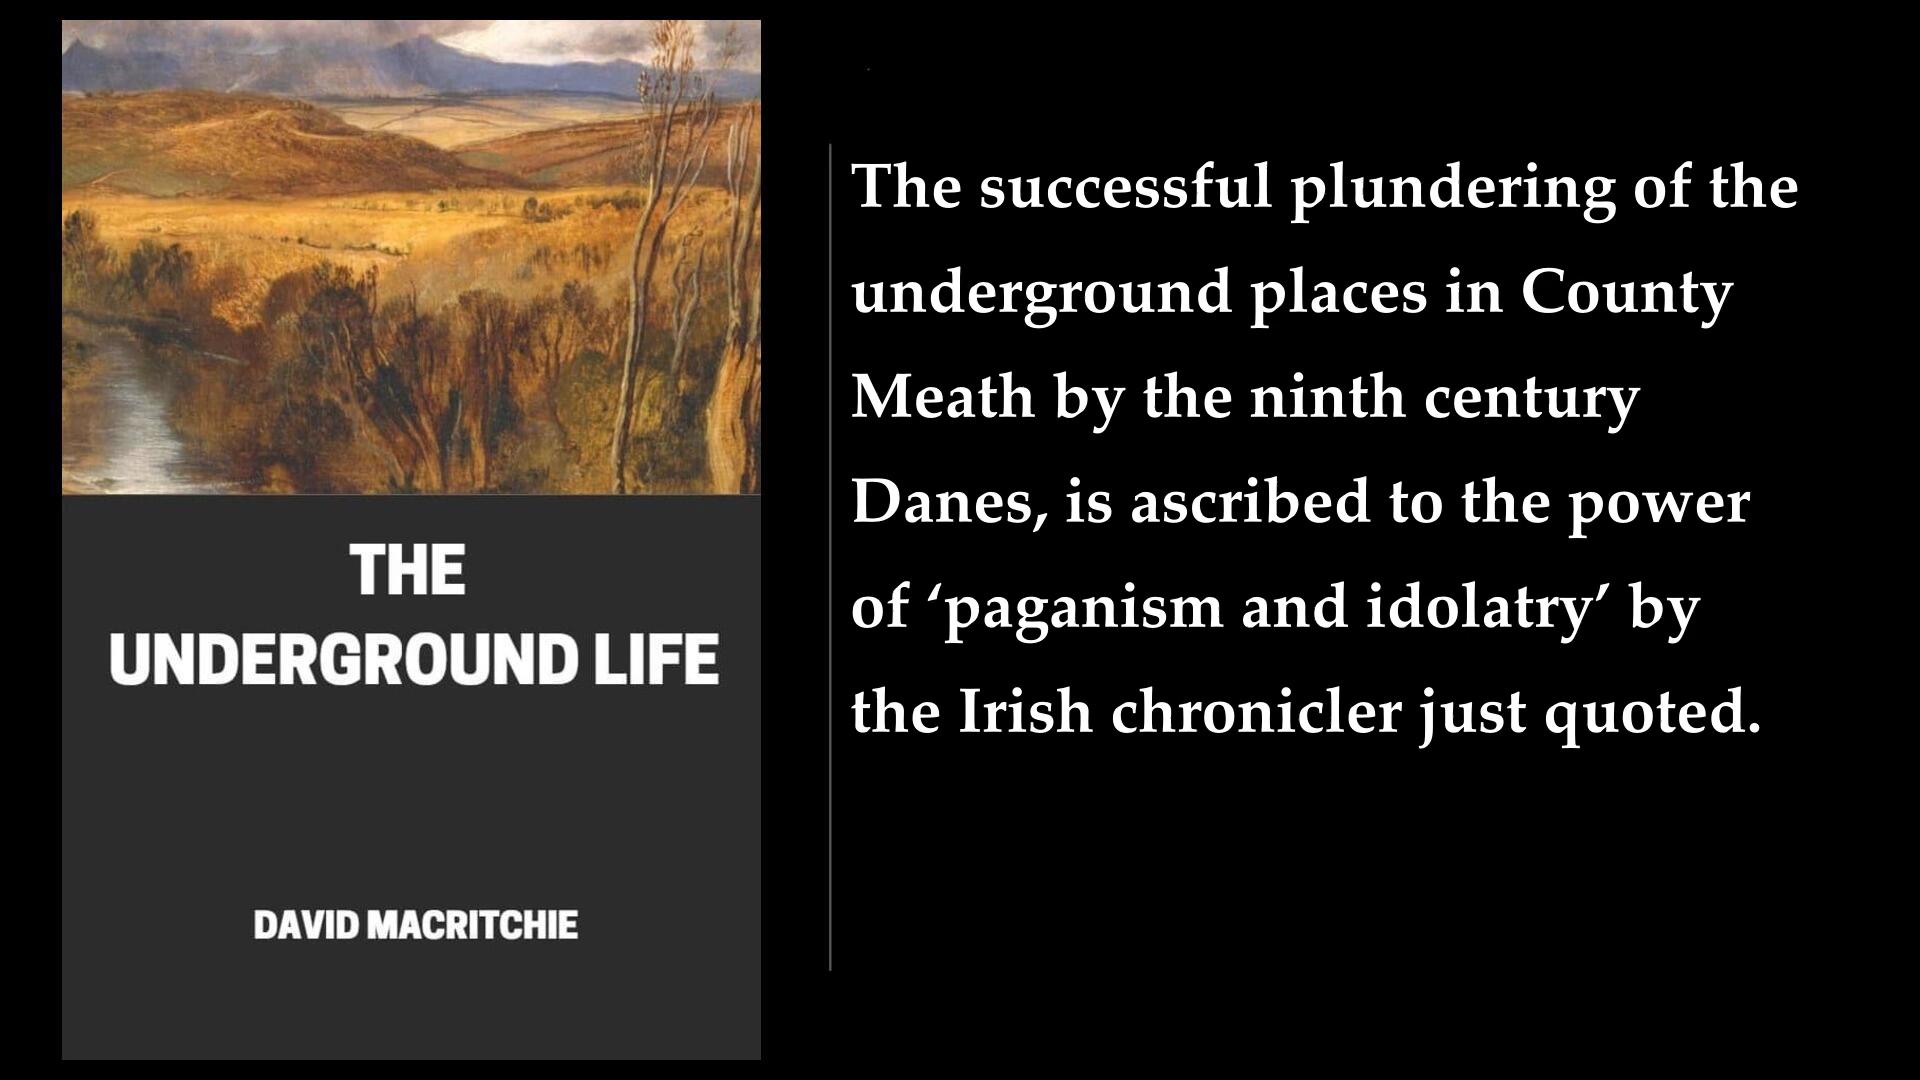 THE
UNDERGROUND LIFE
DAVID MACRITCHIE
The successful plundering of the
underground places in County
Meath by the ninth century
Danes, is ascribed to the power
of ‘paganism and idolatry’ by
the Irish chronicler just quoted.